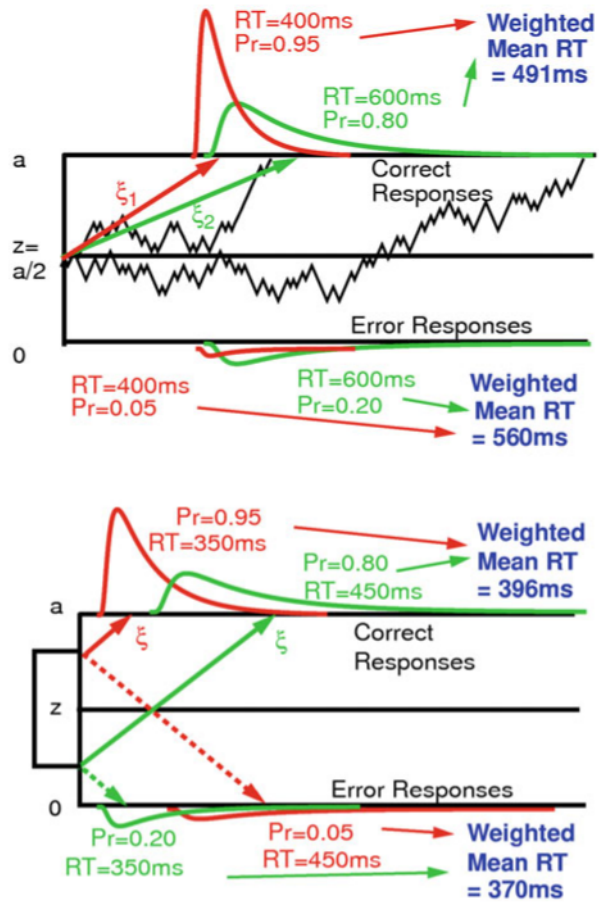 RT=400ms
Pr=0.95
Weighted
Mean RT
= 491ms
RT=600ms
Pr=0.80
a
Correct
Responses
ξ1
ξ2
z=
a/2
Error Responses
0
RT=400ms
Pr=0.05
RT=600ms
Pr=0.20
Weighted
Mean RT
= 560ms
Pr=0.95
RT=350ms
Weighted
Mean RT
= 396ms
Pr=0.80
RT=450ms
a
ξ
ξ
Correct
Responses
z
Error Responses
0
Pr=0.20
RT=350ms
Pr=0.05
RT=450ms
Weighted
Mean RT
= 370ms